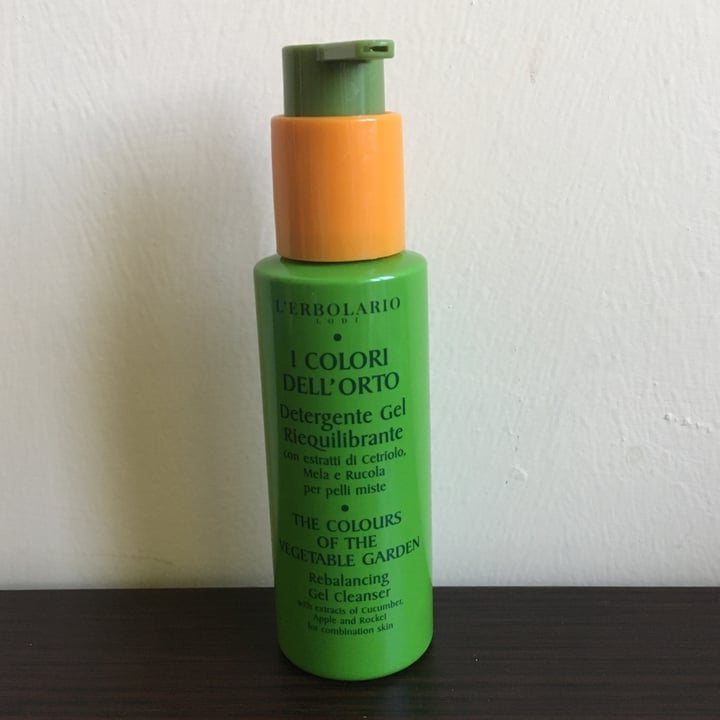 L'ERBOLARIO
LODI
I COLORI
DELL'ORTO
Detergente Gel
Riequilibrante
con estratti di Cetriolo,
Mela e Rucola
per pelli miste
THE COLOURS
OF THE
VEGETABLE GARDEN
Rebalancing
Gel Cleanser
with extracts of Cucumber,
Apple and Rocket
for combination skin